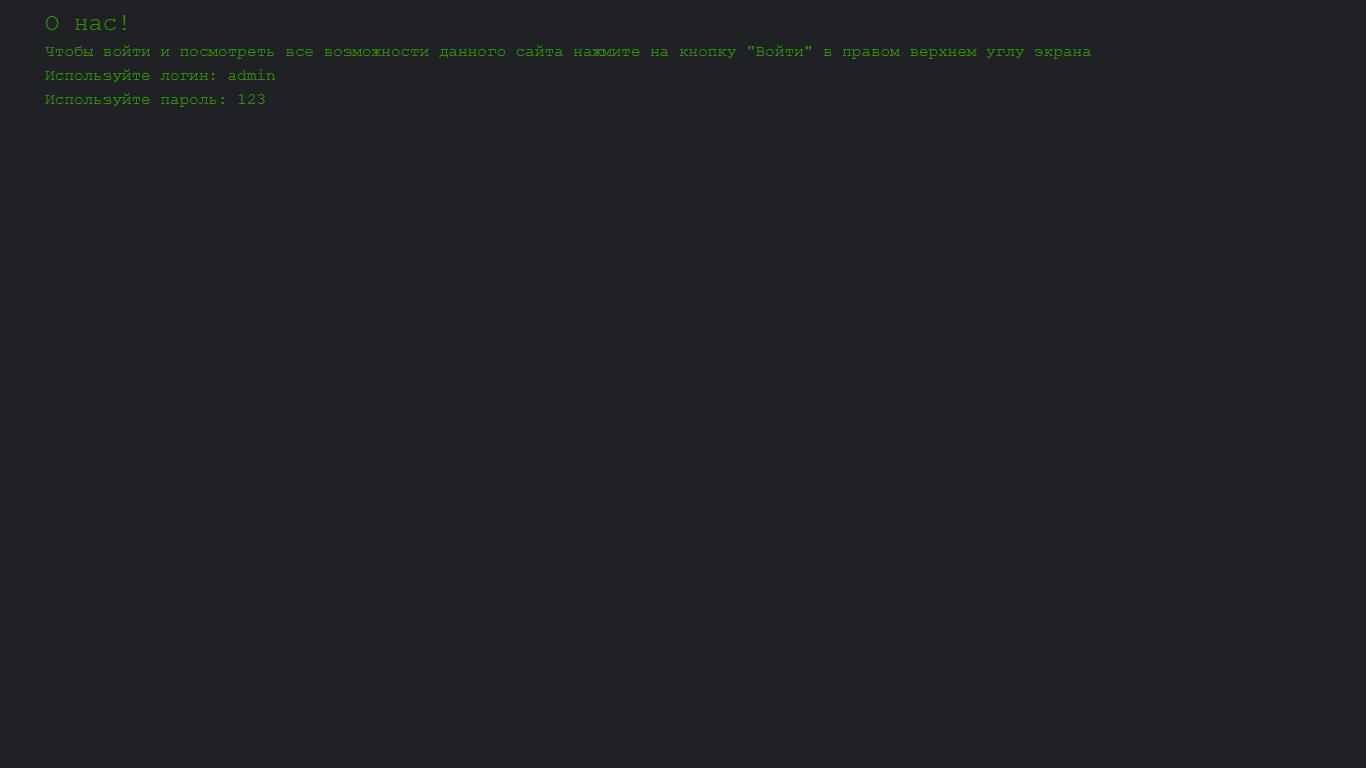 О нас!
Чтобы войти и посмотреть все возможности данного сайта нажмите на кнопку "Войти" в правом верхнем углу экрана
Используйте логин: admin
Используйте пароль: 123